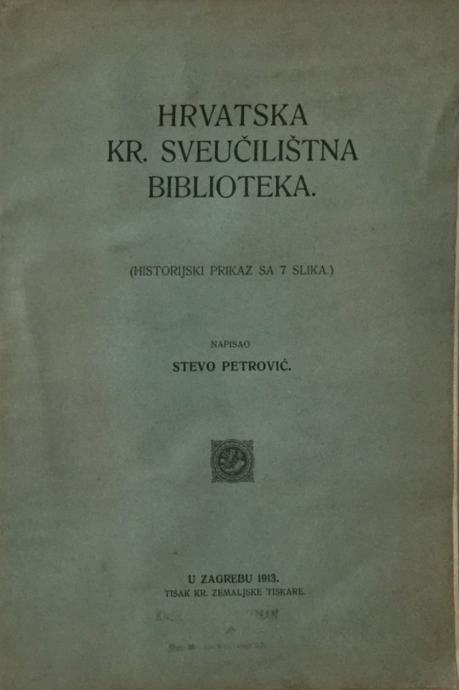 HRVATSKA
KR. SVEUČILIŠTNA
BIBLIOTEKA.
(HISTORIJSKI PRIKAZ SA 7 SLIKA.)
NAPISAO
STEVO PETROVIĆ.
U ZAGREBU 1913.
TISAK KR. ZEMALJSKE TISKARE.